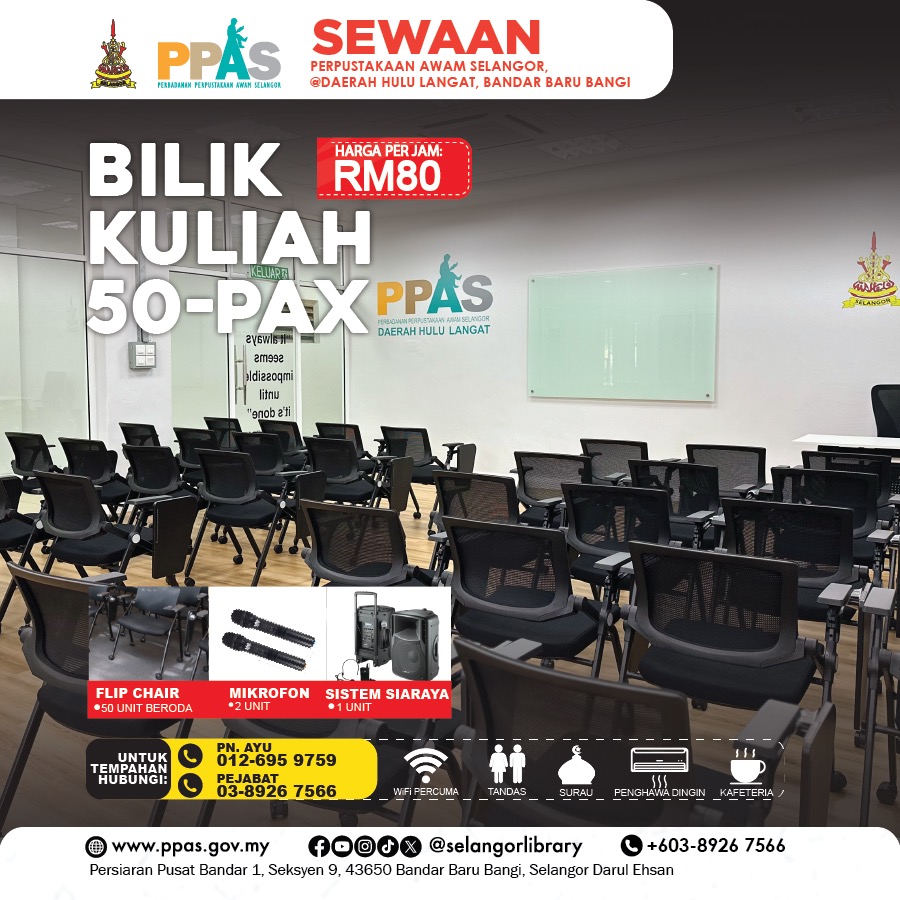 SELANGOR
PPAS
PERBADANAN PERPUSTAKAAN AWAM SELANGOR
SEWAAN
PERPUSTAKAAN AWAM SELANGOR,
@DAERAH HULU LANGAT, BANDAR BARU BANGI
BILIK
KULIAH
50-PAX
HARGA PER JAM:
RM80
KELUAR
PPAS
PERBADANAN PERPUSTAKAAN AWAM SELANGOR
DAERAH HULU LANGAT
SELANGOR
"it always
seems
impossible
until
it's done"
FLIP CHAIR
•50 UNIT BERODA
MIKROFON
•2 UNIT
SISTEM SIARAYA
•1 UNIT
UNTUK
TEMPAHAN
HUBUNGI:
PN. AYU
012-695 9759
PEJABAT
03-8926 7566
WiFi PERCUMA
TANDAS
SURAU
PENGHAWA DINGIN
KAFETERIA
www.ppas.gov.my
@selangorlibrary
+603-8926 7566
Persiaran Pusat Bandar 1, Seksyen 9, 43650 Bandar Baru Bangi, Selangor Darul Ehsan